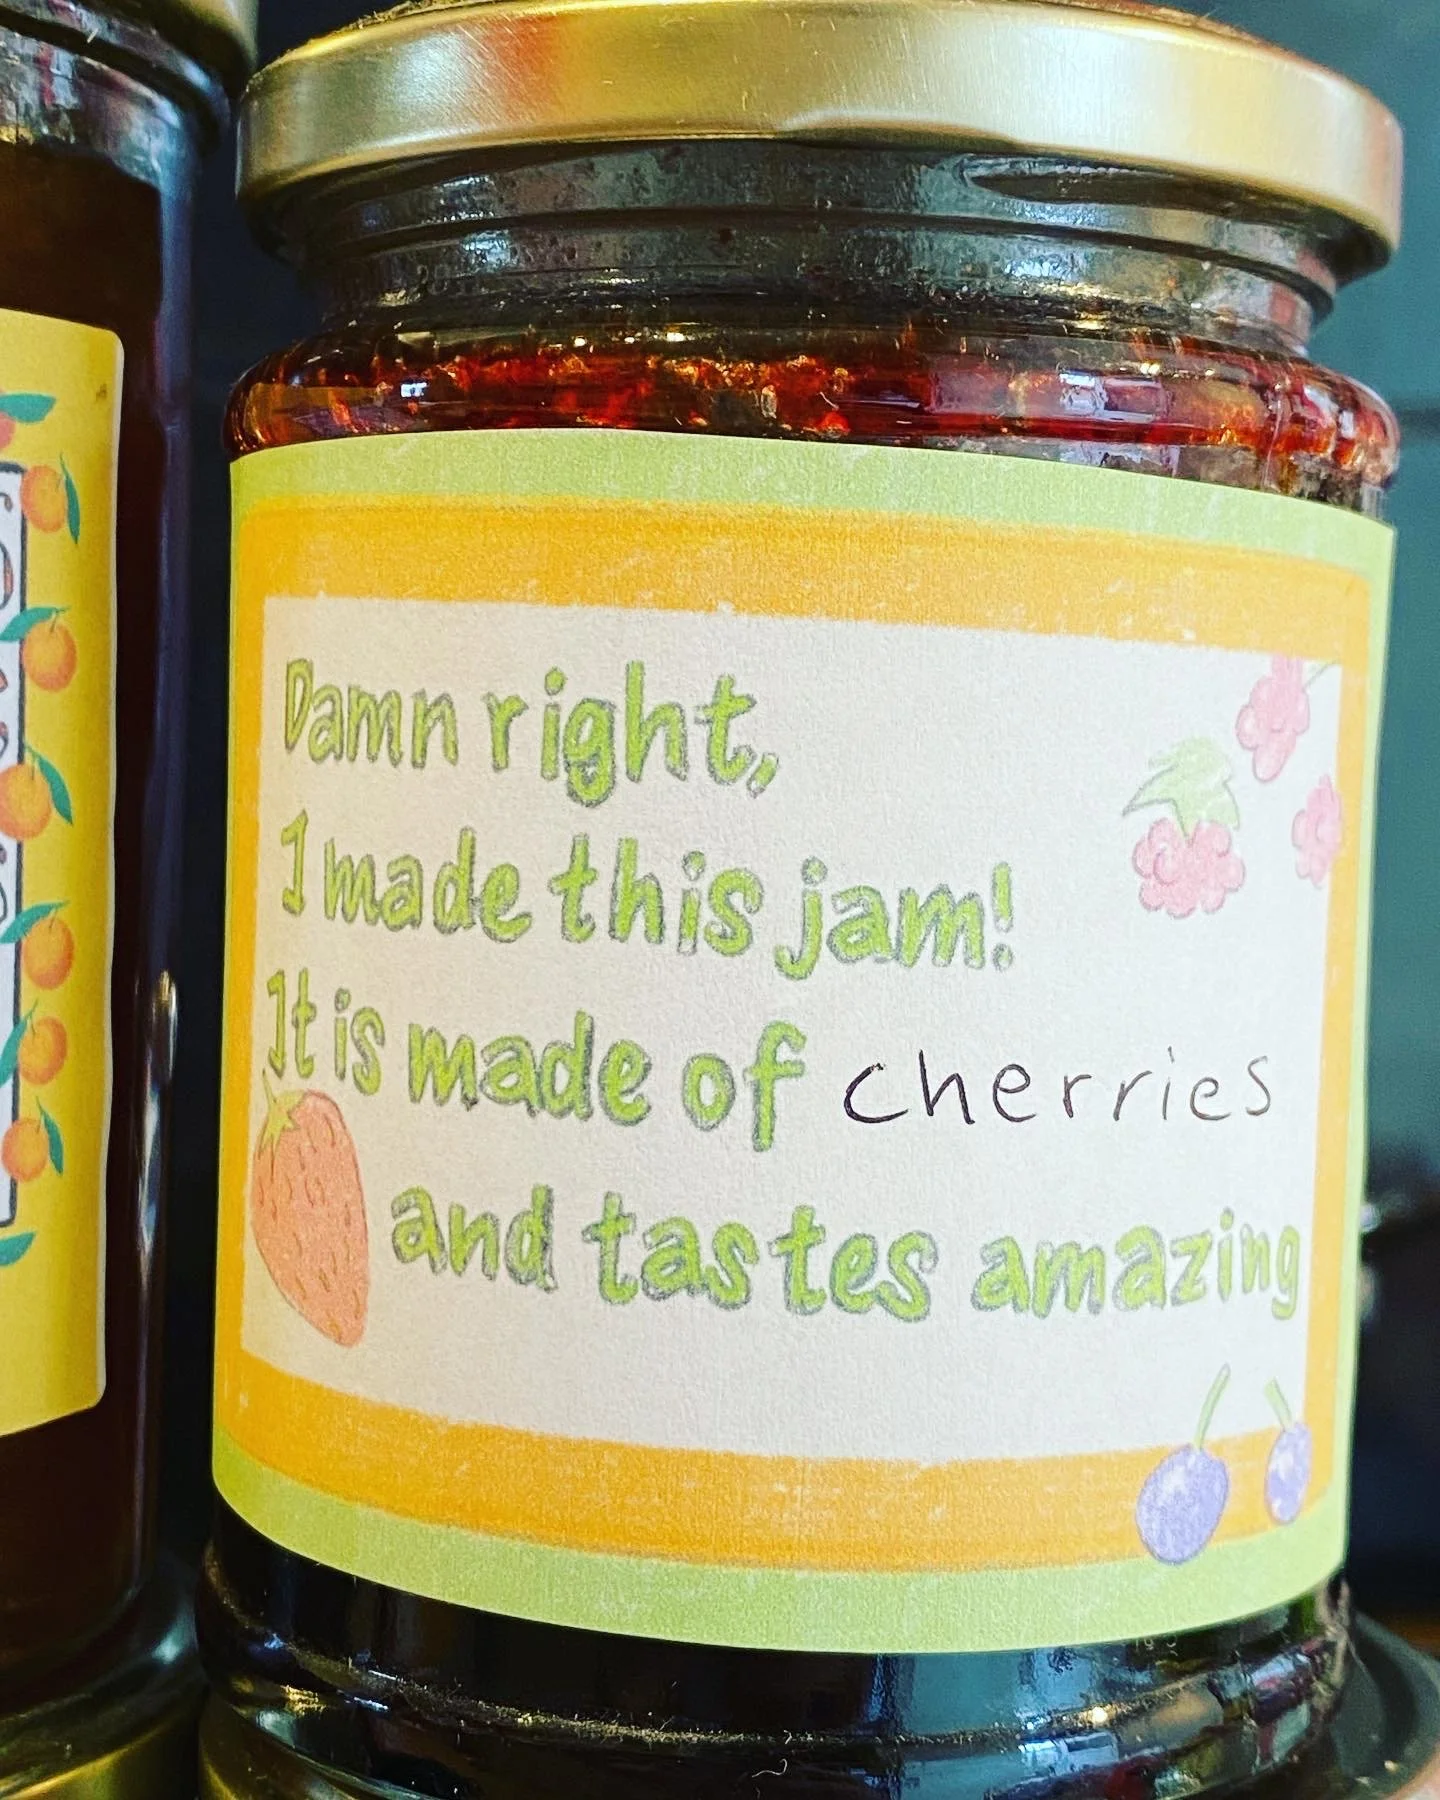 Damn right,
I made this jam!
It is made of cherries
and tastes amazing